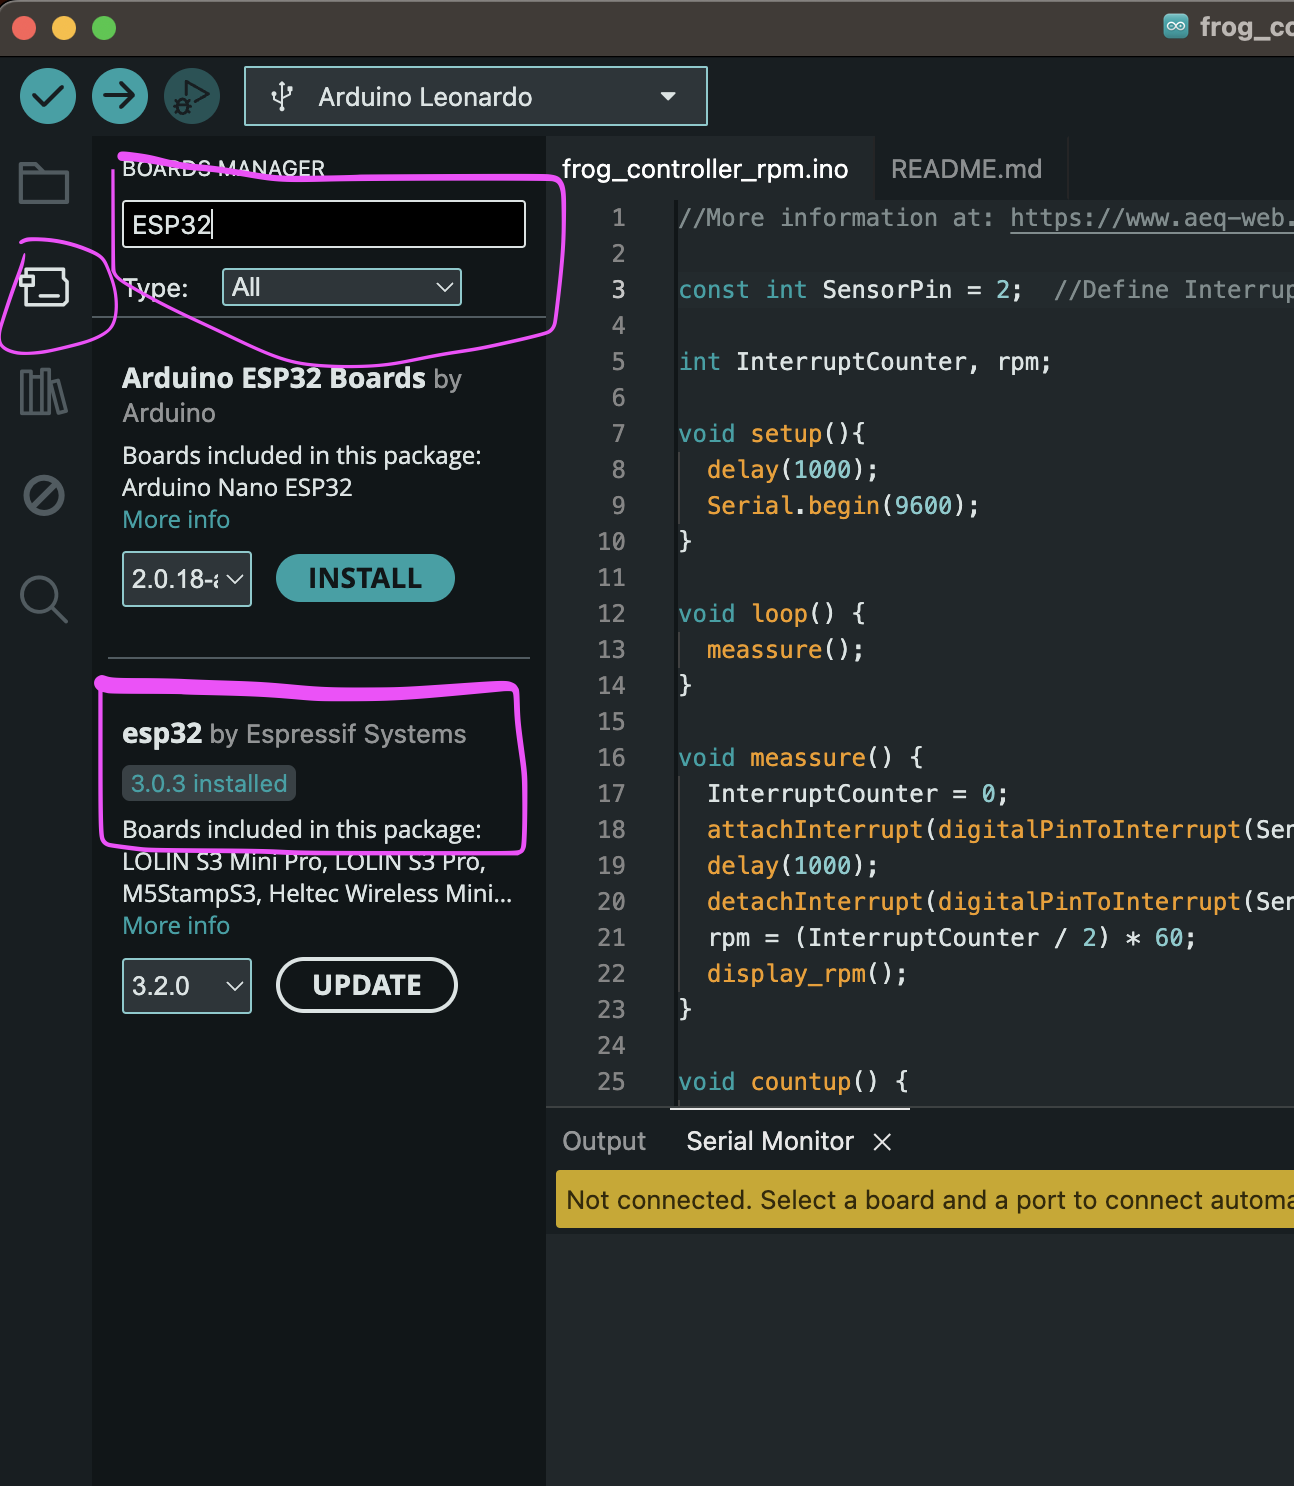 frog_co
Arduino Leonardo
BOARDS MANAGER
ESP32
Type: All
Arduino ESP32 Boards by
Arduino
Boards included in this package:
Arduino Nano ESP32
More info
2.0.18-a
INSTALL
esp32 by Espressif Systems
3.0.3 installed
Boards included in this package:
LOLIN S3 Mini Pro, LOLIN S3 Pro,
M5StampS3, Heltec Wireless Mini...
More info
3.2.0
UPDATE
frog_controller_rpm.ino
README.md
1 //More information at: https://www.aeq-web.
2
3 const int SensorPin = 2;  //Define Interrup
4
5 int InterruptCounter, rpm;
6
7 void setup(){
8   delay(1000);
9   Serial.begin(9600);
10 }
11
12 void loop() {
13   meassure();
14 }
15
16 void meassure() {
17   InterruptCounter = 0;
18   attachInterrupt(digitalPinToInterrupt(Ser
19   delay(1000);
20   detachInterrupt(digitalPinToInterrupt(Ser
21   rpm = (InterruptCounter / 2) * 60;
22   display_rpm();
23 }
24
25 void countup() {
Output
Serial Monitor
Not connected. Select a board and a port to connect automa